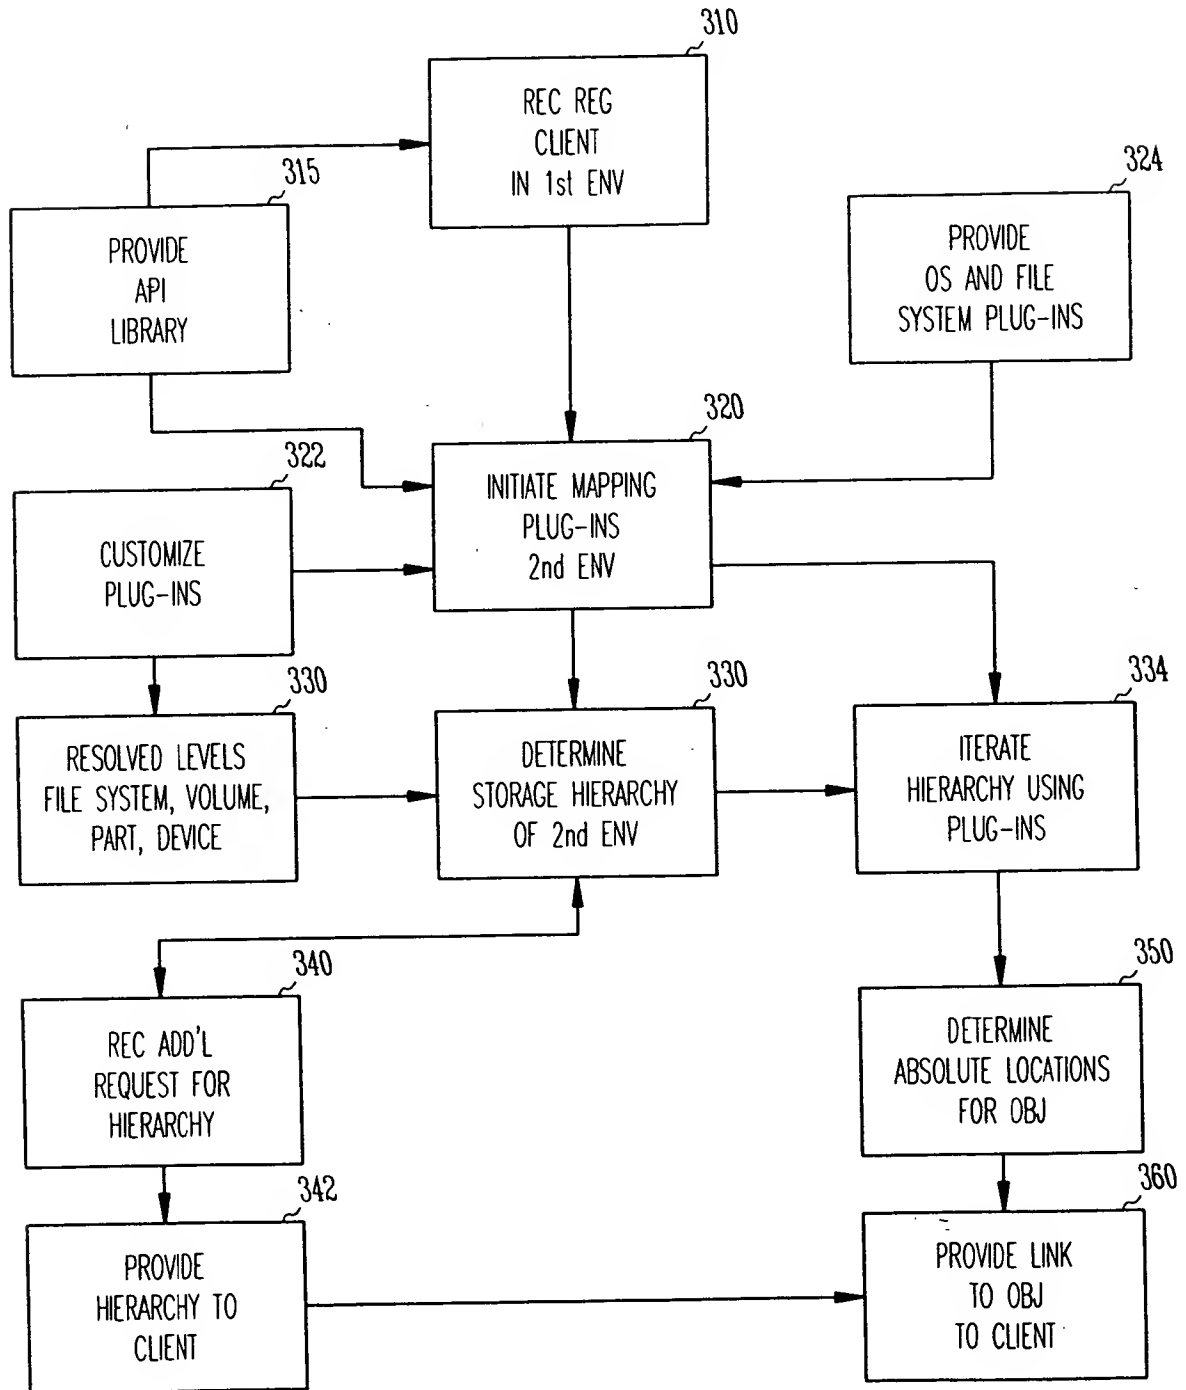 310
REC REG
CLIENT
IN 1st ENV
315
PROVIDE
API
LIBRARY
324
PROVIDE
OS AND FILE
SYSTEM PLUG-INS
320
INITIATE MAPPING
PLUG-INS
2nd ENV
322
CUSTOMIZE
PLUG-INS
330
RESOLVED LEVELS
FILE SYSTEM, VOLUME,
PART, DEVICE
330
DETERMINE
STORAGE HIERARCHY
OF 2nd ENV
334
ITERATE
HIERARCHY USING
PLUG-INS
340
REC ADD'L
REQUEST FOR
HIERARCHY
350
DETERMINE
ABSOLUTE LOCATIONS
FOR OBJ
342
PROVIDE
HIERARCHY TO
CLIENT
360
PROVIDE LINK
TO OBJ
TO CLIENT